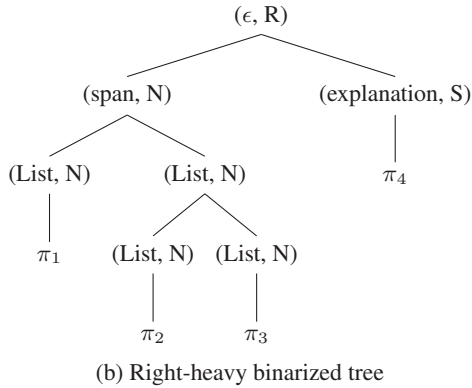 (ϵ, R)
(span, N) (explanation, S)
(List, N) (List, N) π4
π1 (List, N) (List, N)
π2 π3
(b) Right-heavy binarized tree